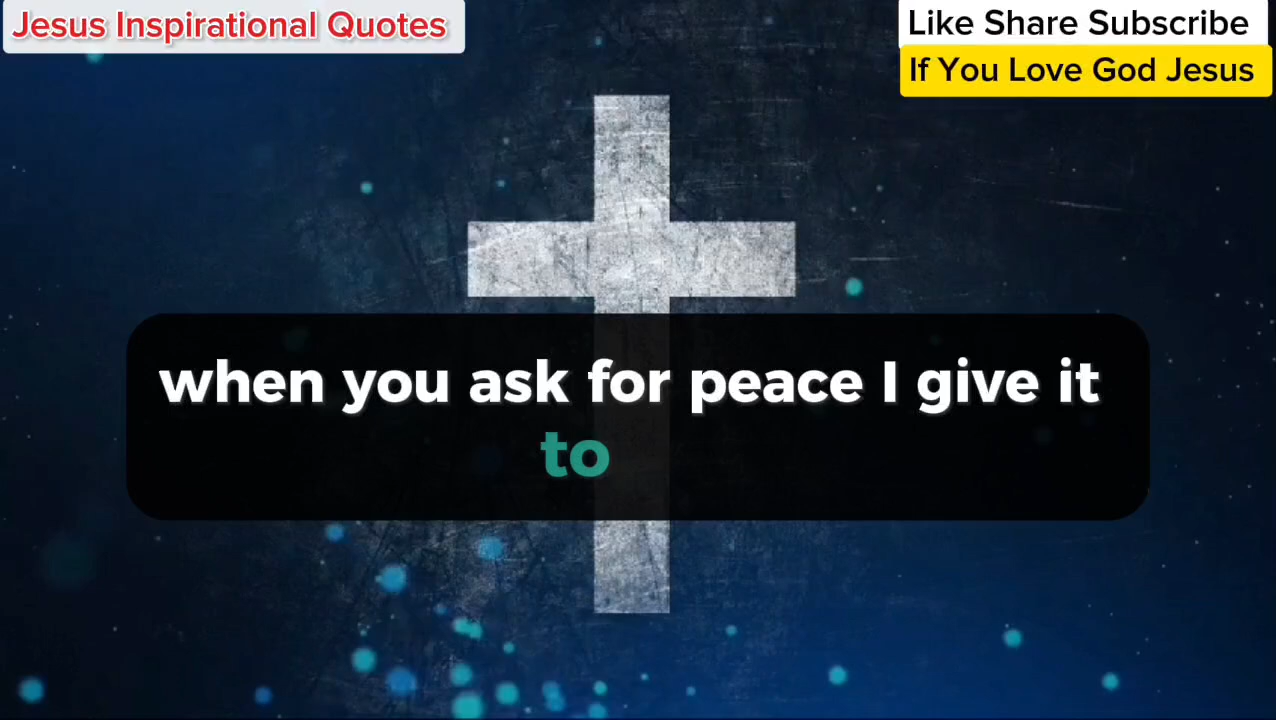 Jesus Inspirational Quotes
Like Share Subscribe
If You Love God Jesus
when you ask for peace I give it
to